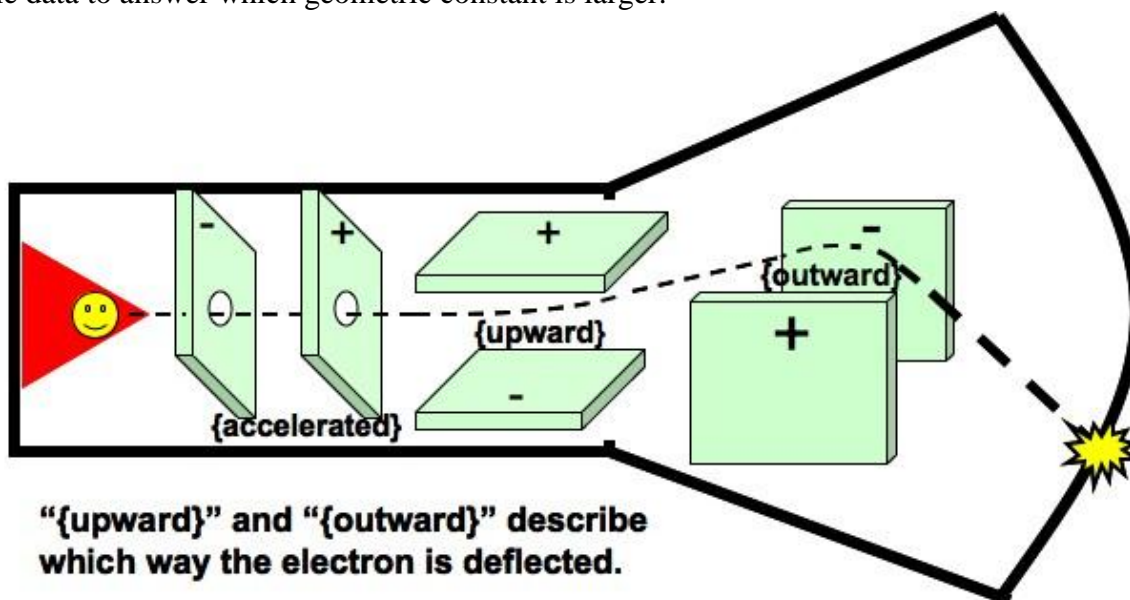 the data to answer which geometric constant is larger.
-
+
+
-
{outward}
{upward}
+
-
{accelerated}
“{upward}” and “{outward}” describe
which way the electron is deflected.